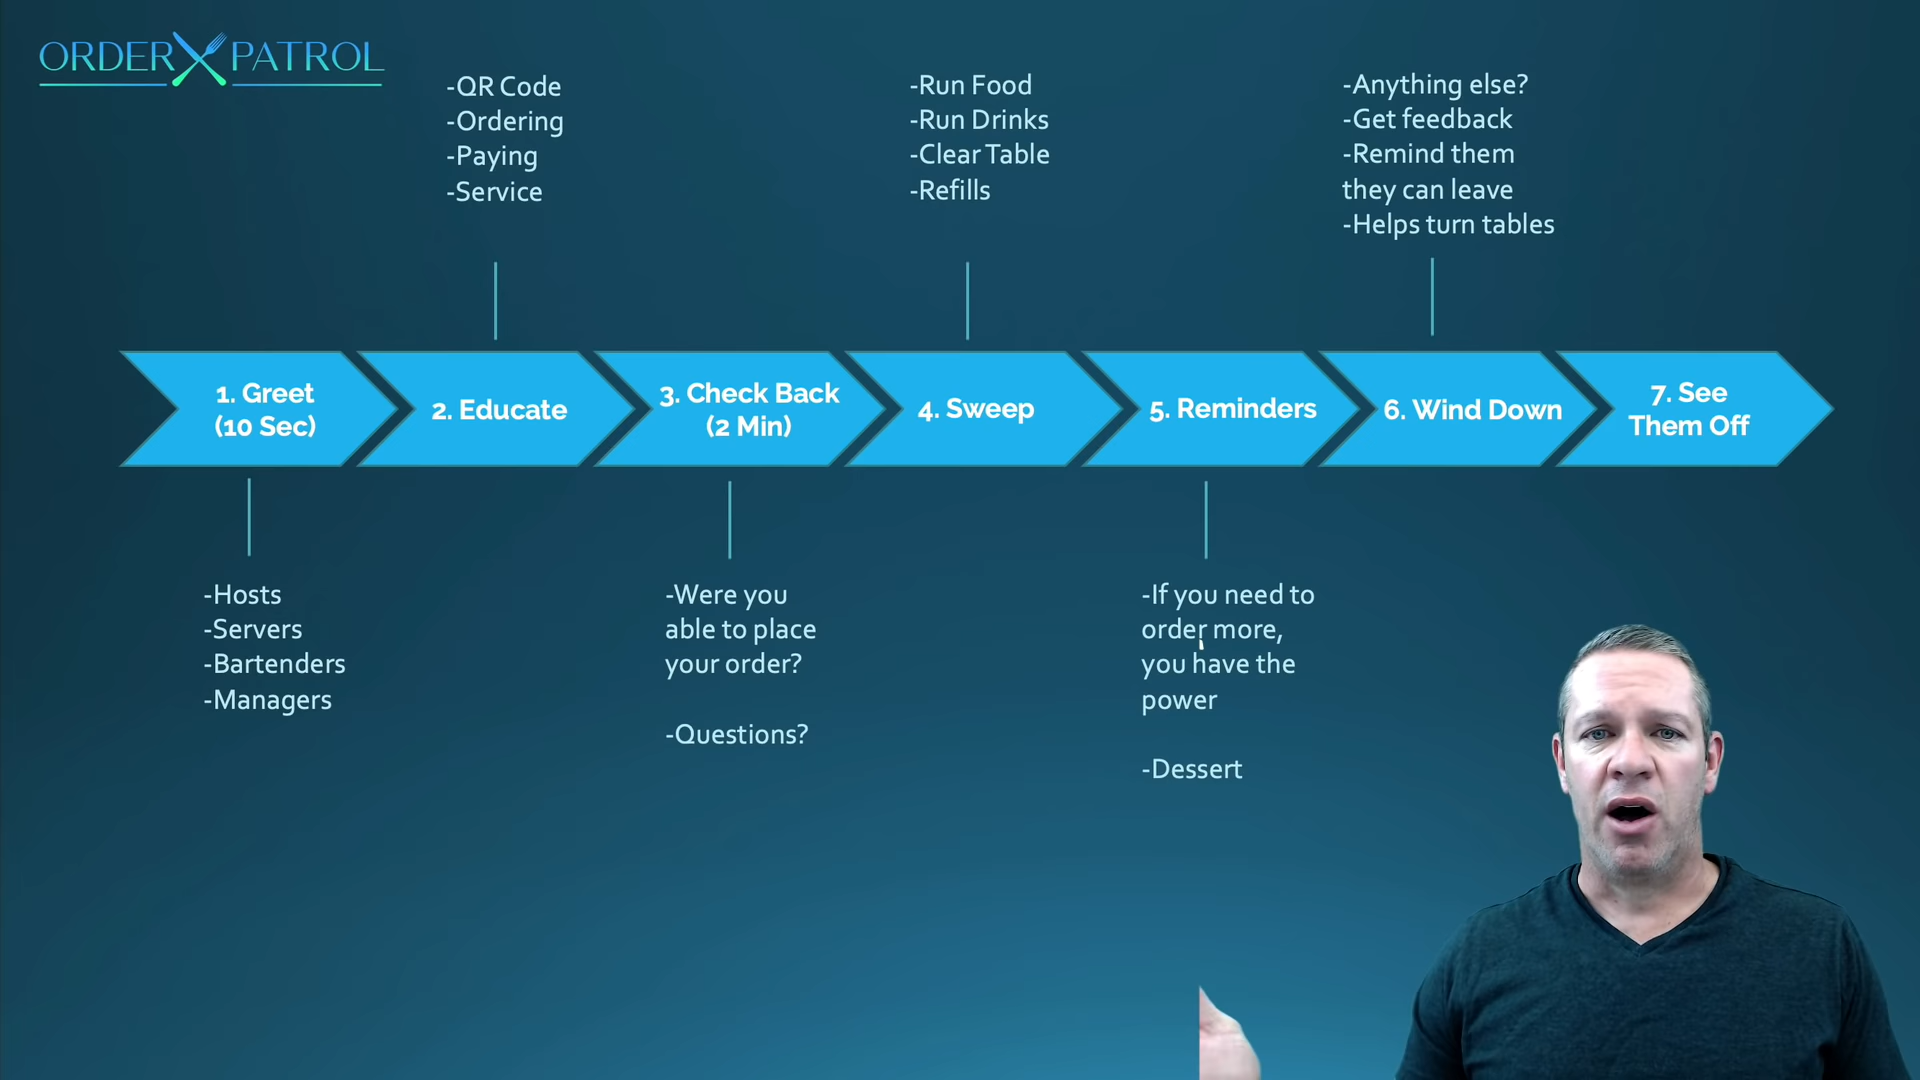 ORDER PATROL
-QR Code
-Ordering
-Paying
-Service
-Run Food
-Run Drinks
-Clear Table
-Refills
-Anything else?
-Get feedback
-Remind them
they can leave
-Helps turn tables
1. Greet
(10 Sec)
2. Educate
3. Check Back
(2 Min)
4. Sweep
5. Reminders
6. Wind Down
7. See
Them Off
-Hosts
-Servers
-Bartenders
-Managers
-Were you
able to place
your order?
-Questions?
-If you need to
order more,
you have the
power
-Dessert